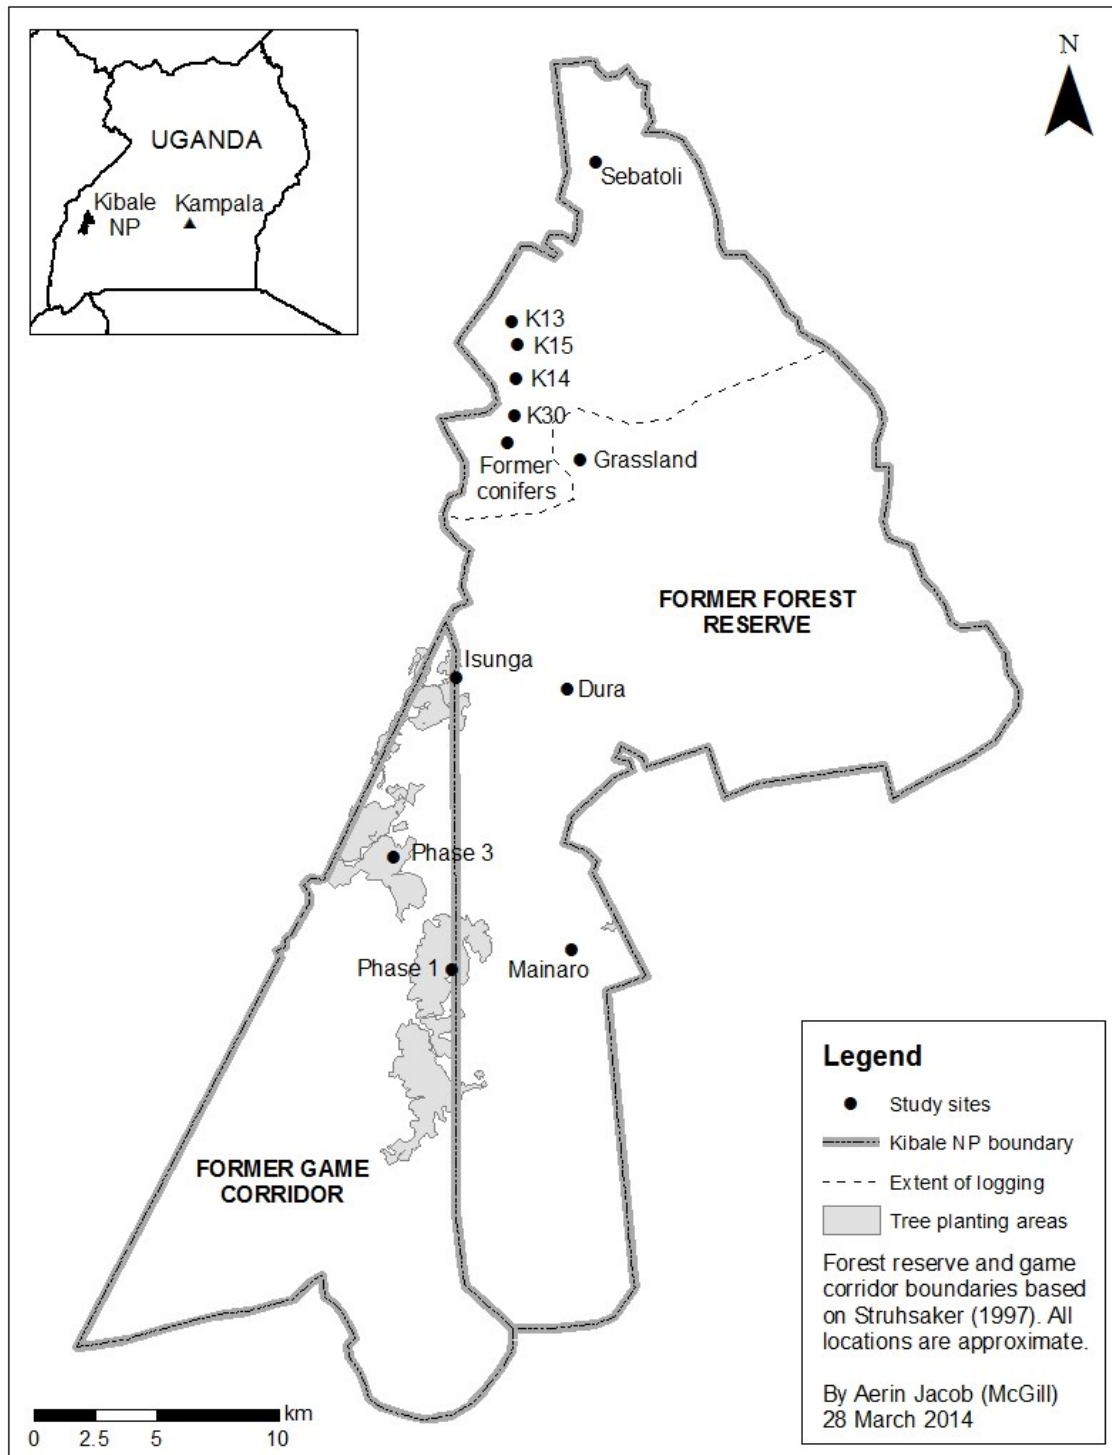 UGANDA
Kibale
NP
Kampala
N
Sebatoli
K13
K15
K14
K30
Former
conifers
Grassland
FORMER FOREST
RESERVE
Isunga
Dura
Phase 3
Phase 1
Mainaro
FORMER GAME
CORRIDOR
Legend
Study sites
Kibale NP boundary
Extent of logging
Tree planting areas
Forest reserve and game
corridor boundaries based
on Struhsaker (1997). All
locations are approximate.
By Aerin Jacob (McGill)
28 March 2014
km
0 2.5 5 10